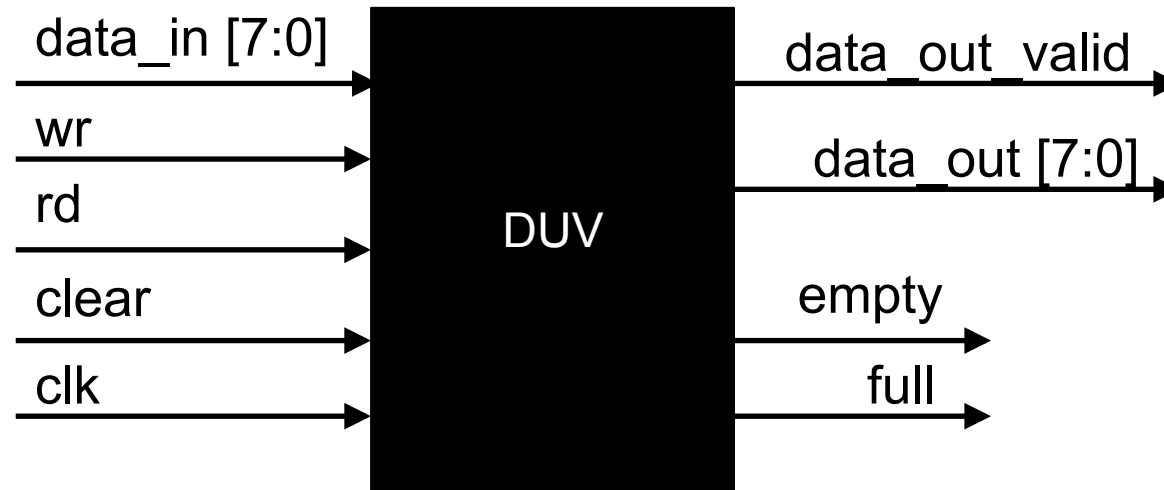 data_in [7:0]
wr
rd
clear
clk
DUV
data_out_valid
data_out [7:0]
empty
full